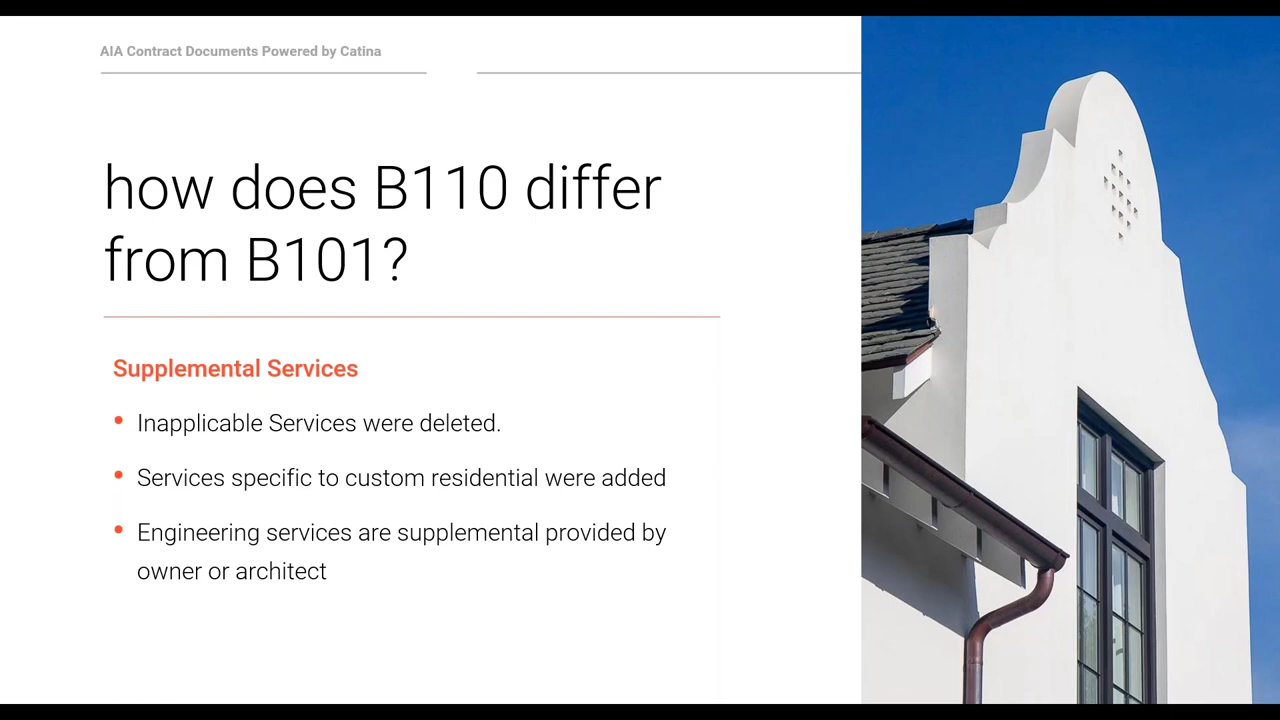 AIA Contract Documents Powered by Catina
how does B110 differ
from B101?
Supplemental Services
• Inapplicable Services were deleted.
• Services specific to custom residential were added
• Engineering services are supplemental provided by
owner or architect